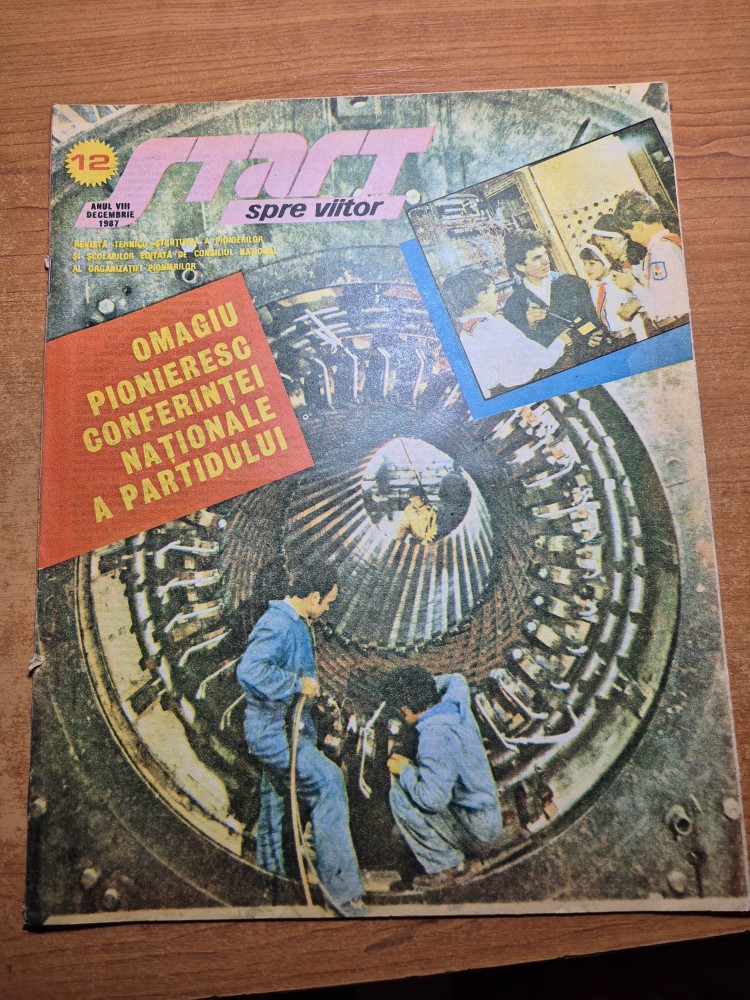 12
START
spre viitor
ANUL VIII
DECEMBRIE
1987
REVISTĂ TEHNICO-ȘTIINȚIFICĂ A PIONIERILOR
ȘI ȘCOLARILOR EDITATĂ DE CONSILIUL NAȚIONAL
AL ORGANIZAȚIEI PIONIERILOR
OMAGIU
PIONIERESC
CONFERINȚEI
NAȚIONALE
A PARTIDULUI